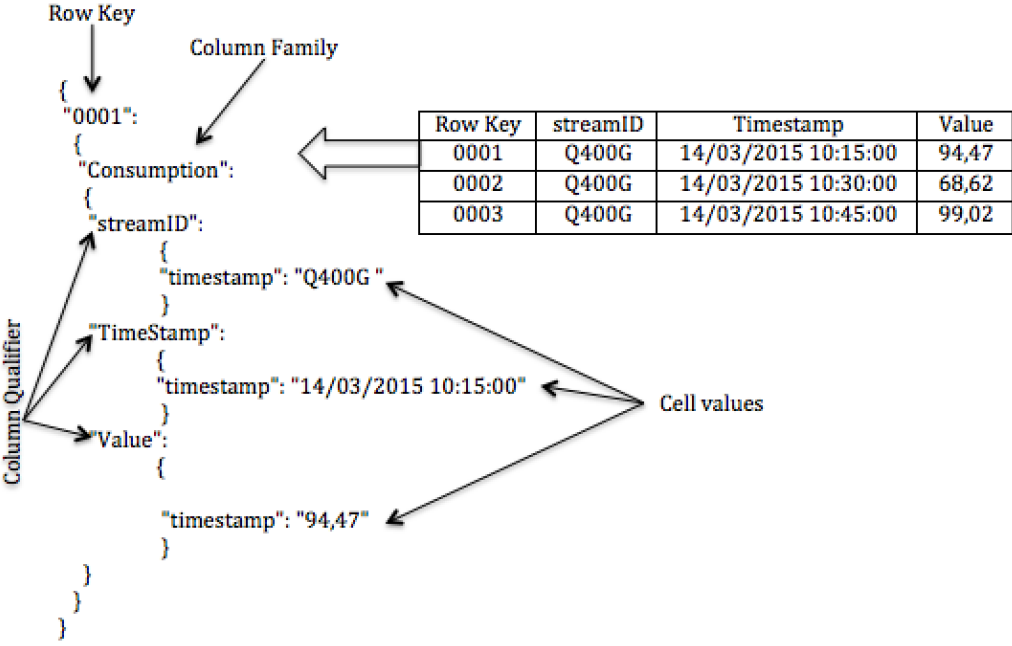 Row Key
Column Family
{
"0001":
{
"Consumption":
{
"streamID":
{
"timestamp": "Q400G "
}
"TimeStamp":
{
"timestamp": "14/03/2015 10:15:00"
}
"Value":
{
"timestamp": "94,47"
}
}
}
}
Column Qualifier
Cell values
Row Key streamID Timestamp Value
0001 Q400G 14/03/2015 10:15:00 94,47
0002 Q400G 14/03/2015 10:30:00 68,62
0003 Q400G 14/03/2015 10:45:00 99,02